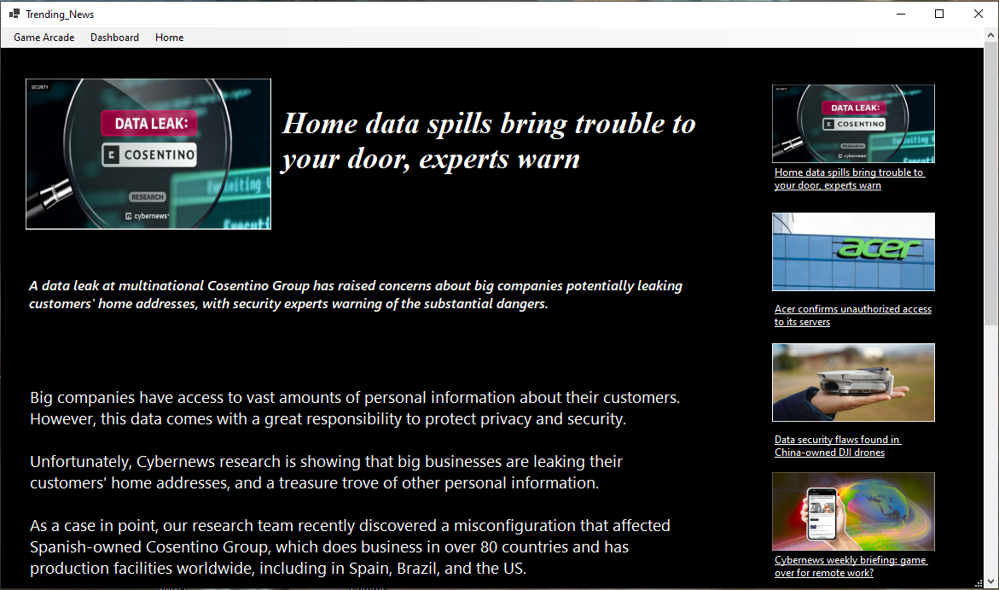 Trending_News
Game Arcade Dashboard Home
SECURITY
DATA LEAK:
COSENTINO
RESEARCH
cybernews
Home data spills bring trouble to
your door, experts warn
A data leak at multinational Cosentino Group has raised concerns about big companies potentially leaking
customers' home addresses, with security experts warning of the substantial dangers.
Big companies have access to vast amounts of personal information about their customers.
However, this data comes with a great responsibility to protect privacy and security.
Unfortunately, Cybernews research is showing that big businesses are leaking their
customers' home addresses, and a treasure trove of other personal information.
As a case in point, our research team recently discovered a misconfiguration that affected
Spanish-owned Cosentino Group, which does business in over 80 countries and has
production facilities worldwide, including in Spain, Brazil, and the US.
DATA LEAK:
COSENTINO
RESEARCH
cybernews
Home data spills bring trouble to
your door, experts warn
acer
Acer confirms unauthorized access
to its servers
Data security flaws found in
China-owned DJI drones
Cybernews weekly briefing: game
over for remote work?